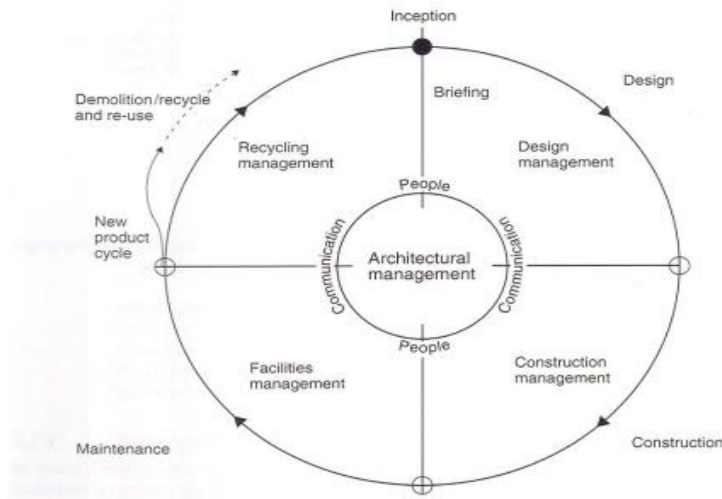 Inception
Design
Briefing
Demolition/recycle
and re-use
Recycling
management
Design
management
People
New
product
cycle
Communication
Architectural
management
Communication
People
Facilities
management
Construction
management
Maintenance
Construction